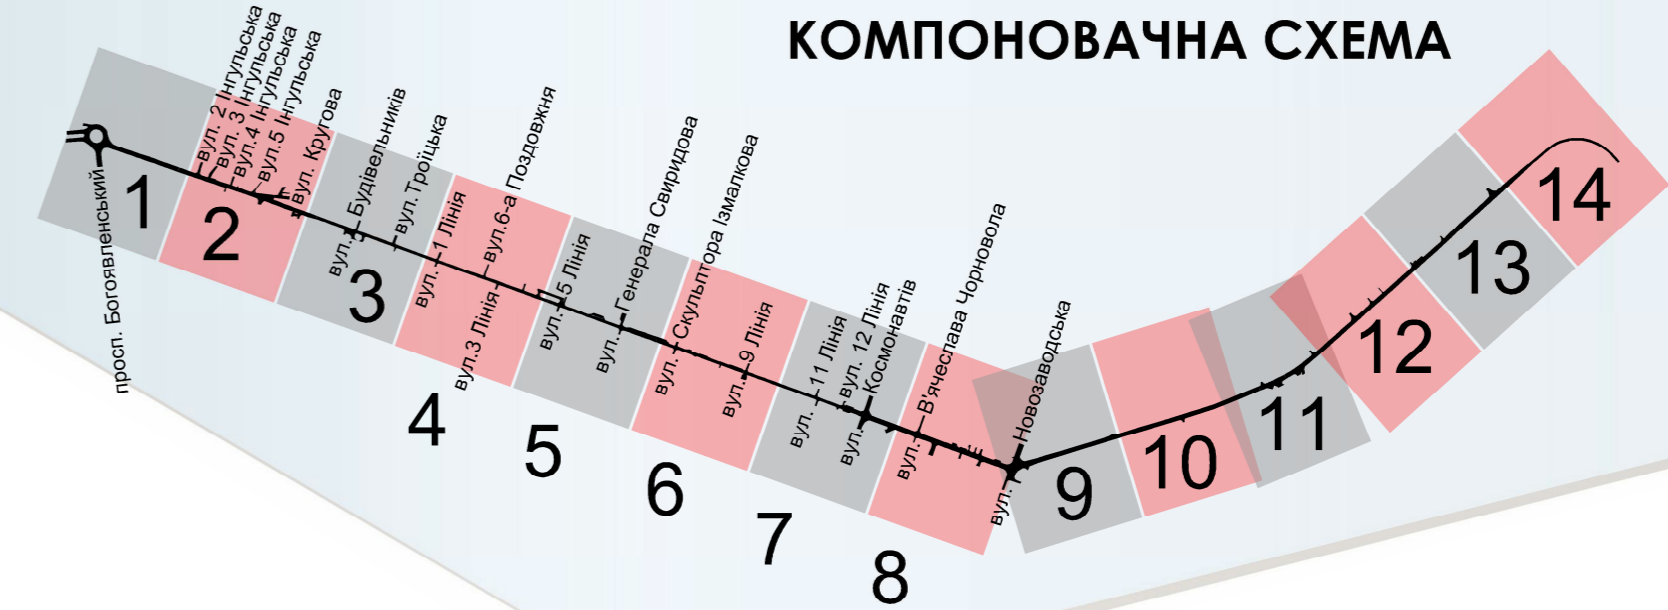 КОМПОНОВАЧНА СХЕМА
просп. Богоявленський
вул. 2 Інгульська
вул. 3 Інгульська
вул.4 Інгульська
вул.5 Інгульська
вул. Кругова
вул. Будівельників
вул. Троїцька
вул. 1 Лінія
вул.3 Лінія
вул.6-а Поздовжня
вул. 5 Лінія
вул. Генерала Свиридова
вул. Скульптора Ізмалкова
вул. 9 Лінія
вул. 11 Лінія
вул. 12 Лінія
вул. Космонавтів
вул. В'ячеслава Чорновола
вул. Новозаводська
1
2
3
4
5
6
7
8
9
10
11
12
13
14